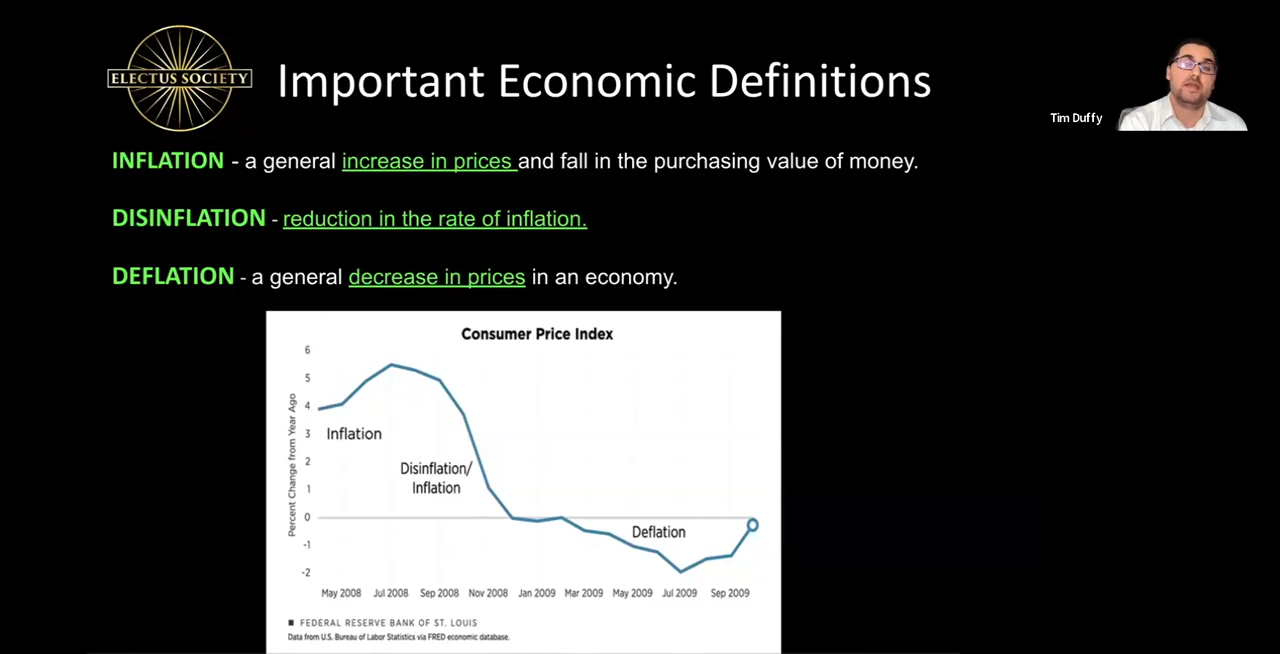 ELECTUS SOCIETY
Important Economic Definitions
Tim Duffy
INFLATION - a general increase in prices and fall in the purchasing value of money.
DISINFLATION - reduction in the rate of inflation.
DEFLATION - a general decrease in prices in an economy.
Consumer Price Index
Percent Change from Year Ago
6
5
4
3
2
1
0
-1
-2
Inflation
Disinflation/
Inflation
Deflation
May 2008 Jul 2008 Sep 2008 Nov 2008 Jan 2009 Mar 2009 May 2009 Jul 2009 Sep 2009
FEDERAL RESERVE BANK OF ST. LOUIS
Data from U.S. Bureau of Labor Statistics via FRED economic database.